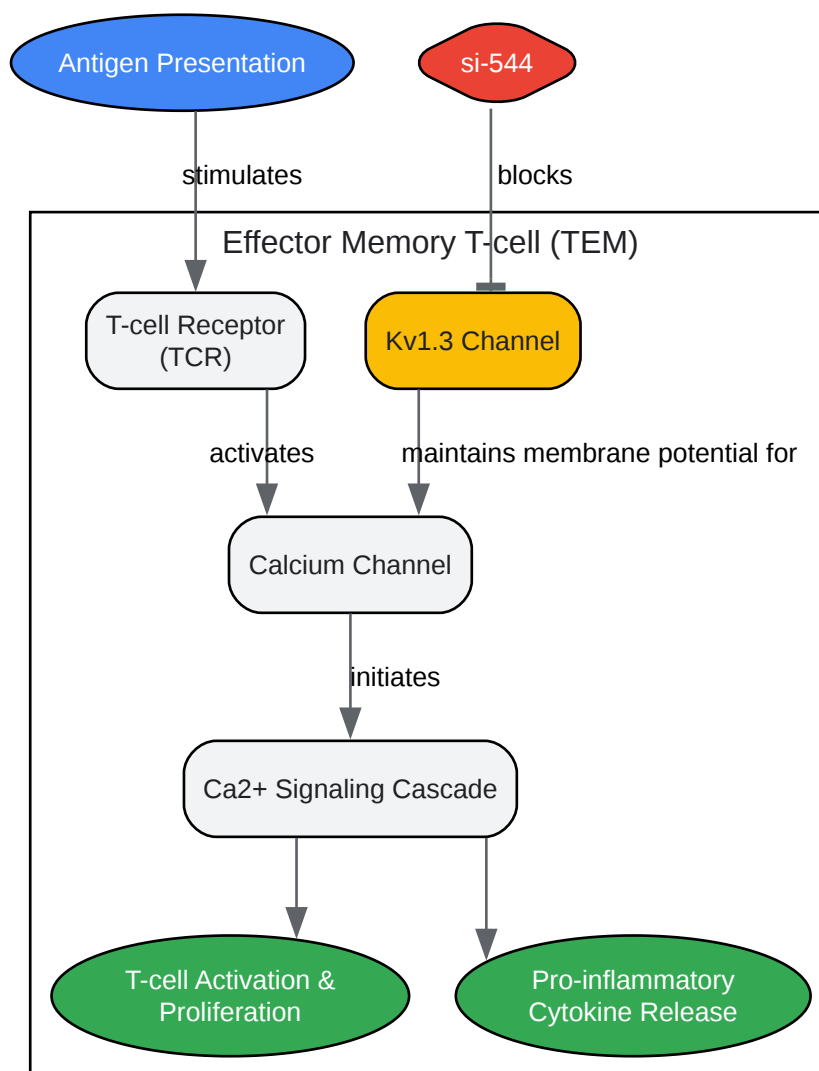 Antigen Presentation
si-544
stimulates
blocks
Effector Memory T-cell (TEM)
T-cell Receptor
(TCR)
Kv1.3 Channel
activates
maintains membrane potential for
Calcium Channel
initiates
Ca2+ Signaling Cascade
T-cell Activation &
Proliferation
Pro-inflammatory
Cytokine Release